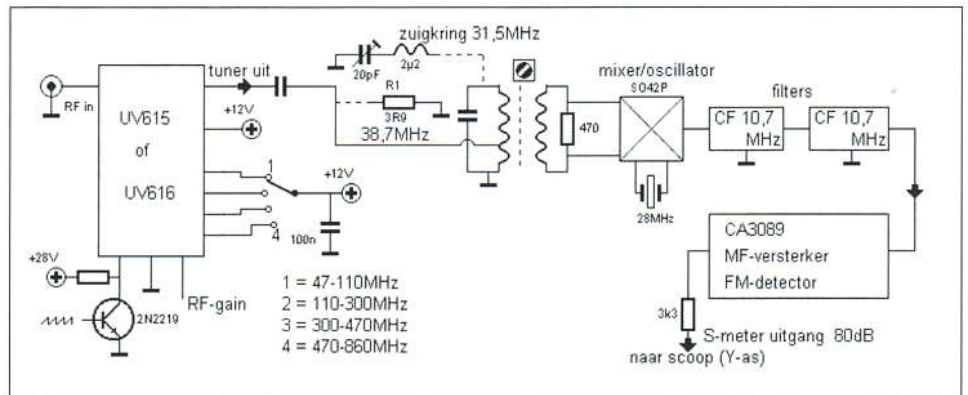 zuigkring 31,5MHz
20pF
2µ2
tuner uit
RF in
R1
3R9
38,7MHz
+12V
UV615
of
UV616
1
4
+12V
100n
+28V
2N2219
RF-gain
1 = 47-110MHz
2 = 110-300MHz
3 = 300-470MHz
4 = 470-860MHz
470
mixer/oscillator
S042P
28MHz
filters
CF 10,7
MHz
CF 10,7
MHz
CA3089
MF-versterker
FM-detector
3k3
S-meter uitgang 80dB
naar scoop (Y-as)